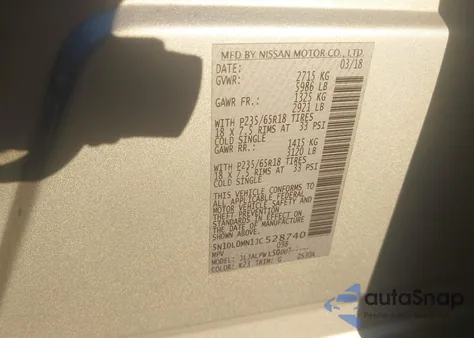 MFD BY NISSAN MOTOR CO., LTD.
DATE: 03/18
GVWR: 2715 KG
5986 LB
GAWR FR.: 1325 KG
2921 LB
WITH P235/65R18 TIRES
18 X 7.5 RIMS AT 33 PSI
COLD SINGLE
GAWR RR.: 1415 KG
3120 LB
WITH P235/65R18 TIRES
18 X 7.5 RIMS AT 33 PSI
COLD SINGLE
THIS VEHICLE CONFORMS TO
ALL APPLICABLE FEDERAL
MOTOR VEHICLE SAFETY AND
THEFT PREVENTION
STANDARDS IN EFFECT ON
THE DATE OF MANUFACTURE
SHOWN ABOVE.
528740
MPV
COLOR: K23 TRIM: G
autoSnap